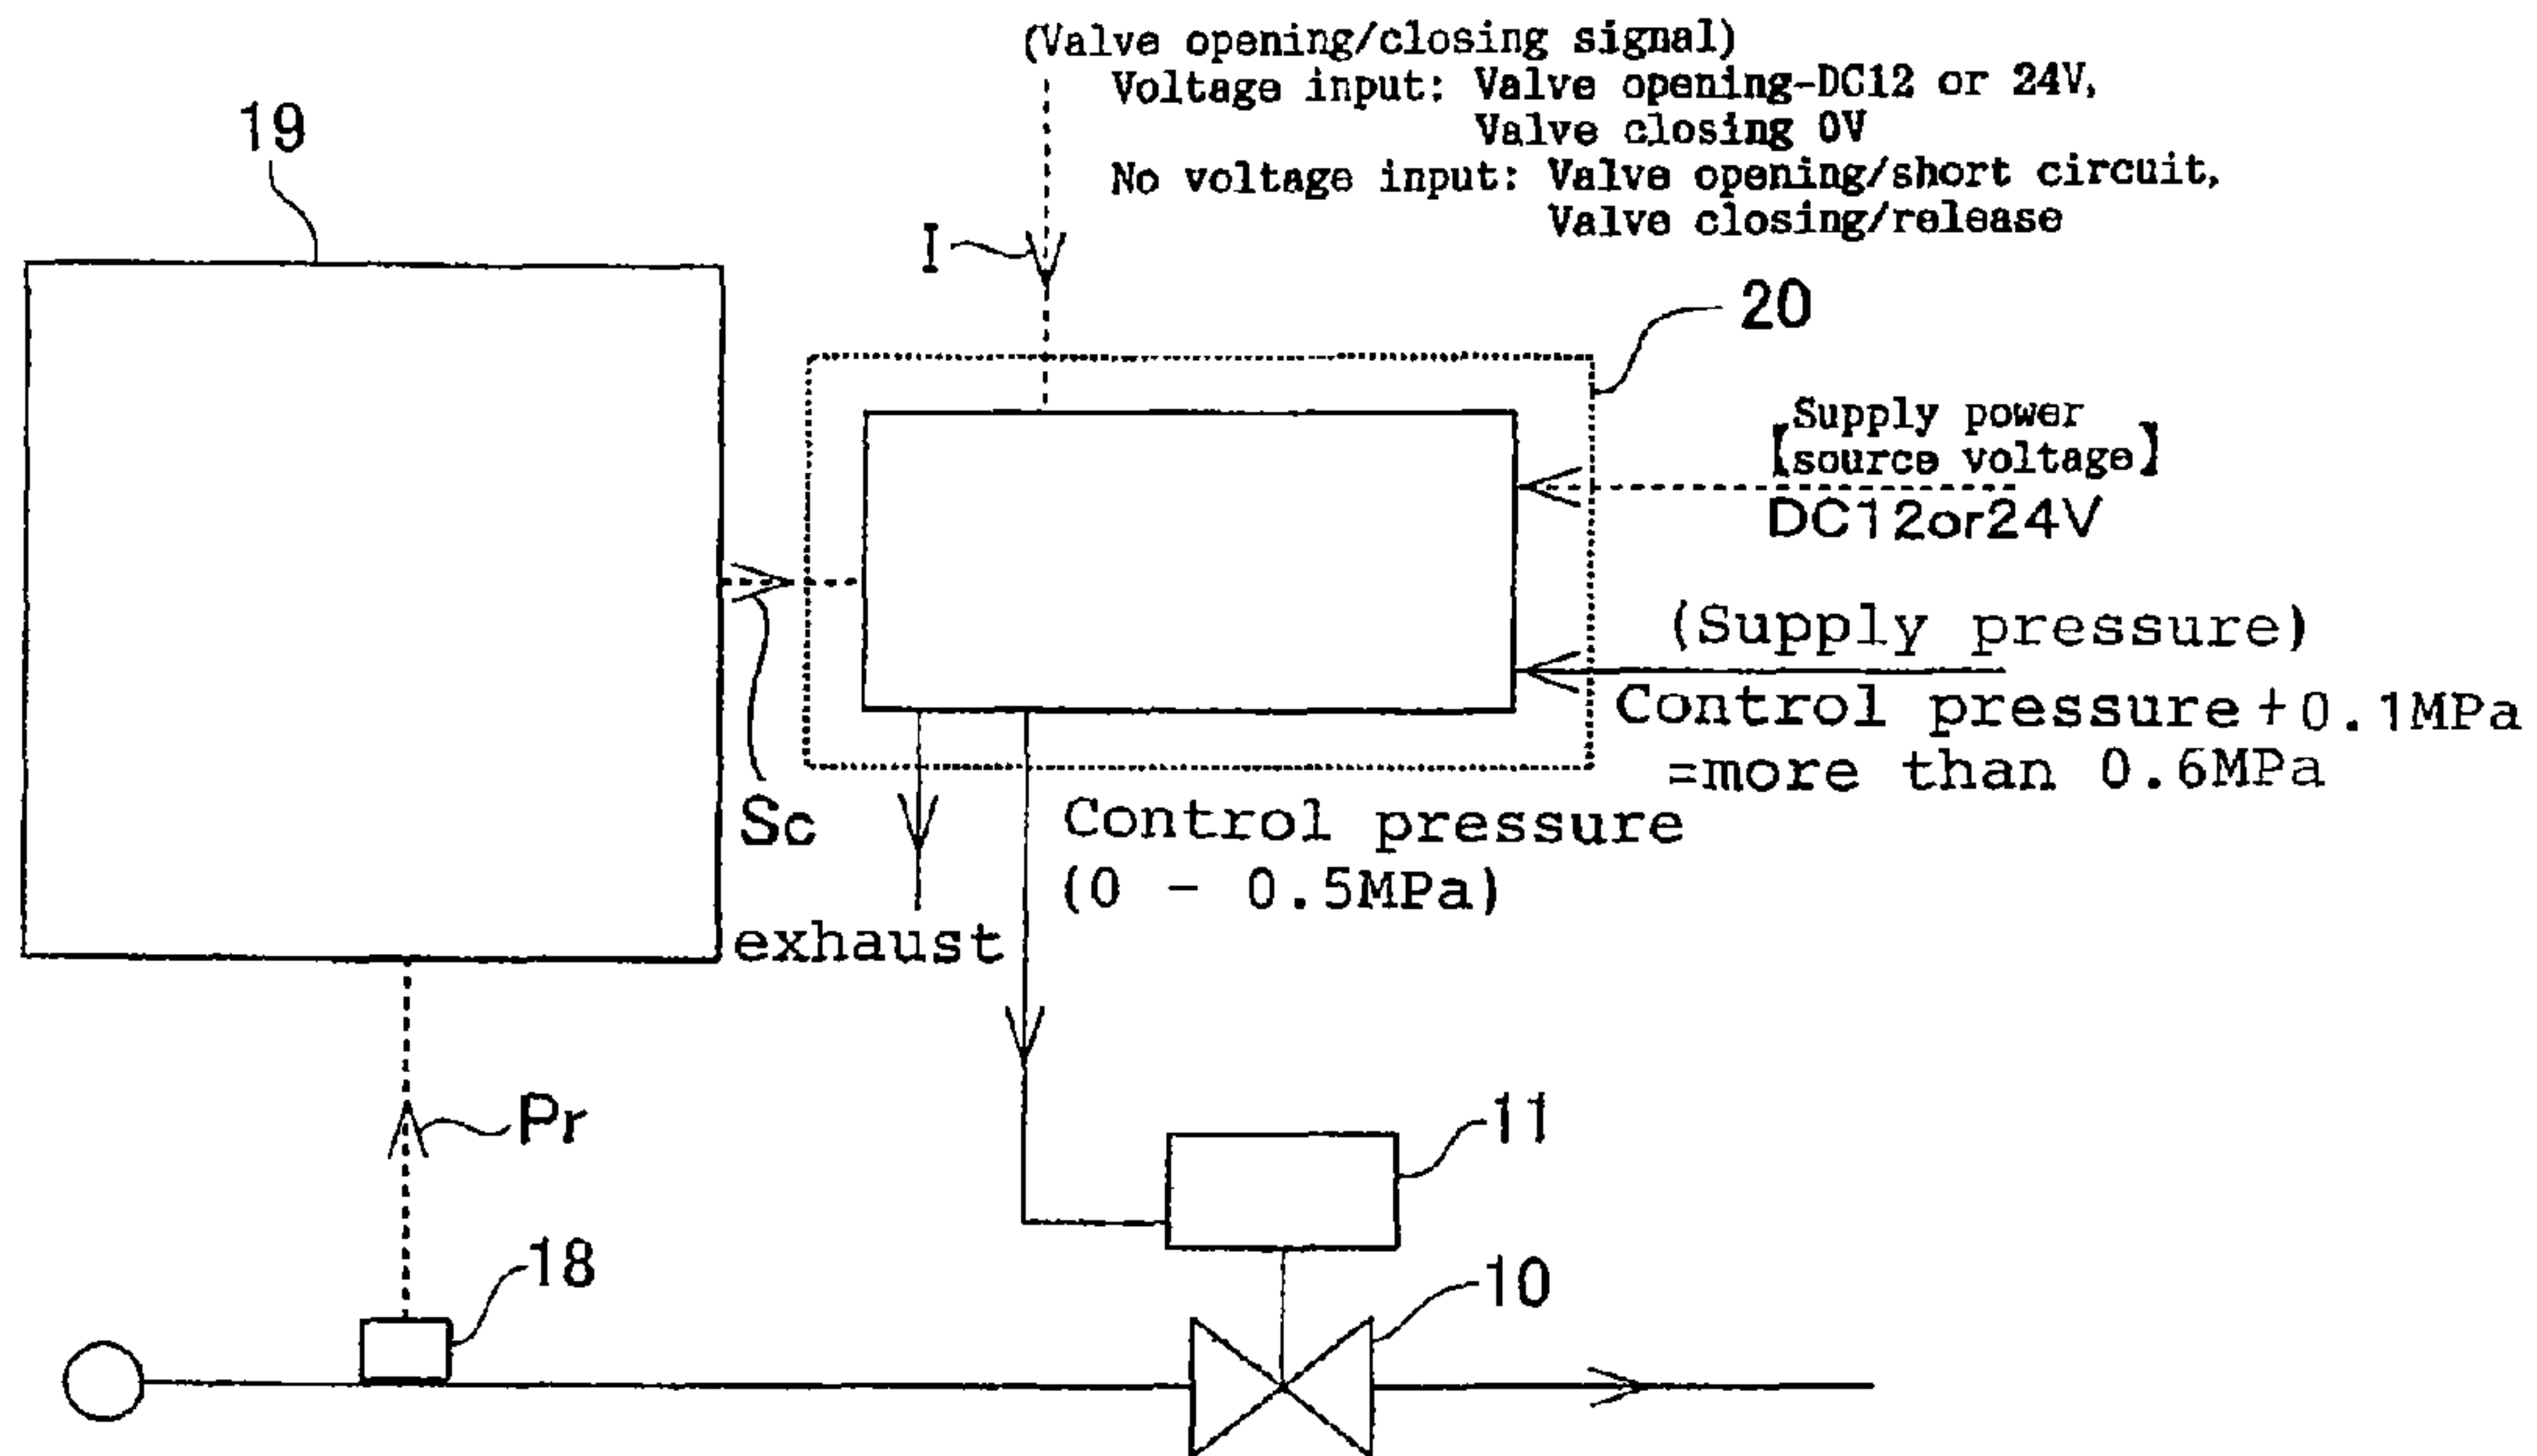 (Valve opening/closing signal)
Voltage input: Valve opening-DC12 or 24V,
Valve closing 0V
No voltage input: Valve opening/short circuit,
Valve closing/release
19
I
20
【Supply power
source voltage】
DC12or24V
(Supply pressure)
Control pressure+0.1MPa
=more than 0.6MPa
Sc
Control pressure
(0 - 0.5MPa)
exhaust
Pr
11
18
10